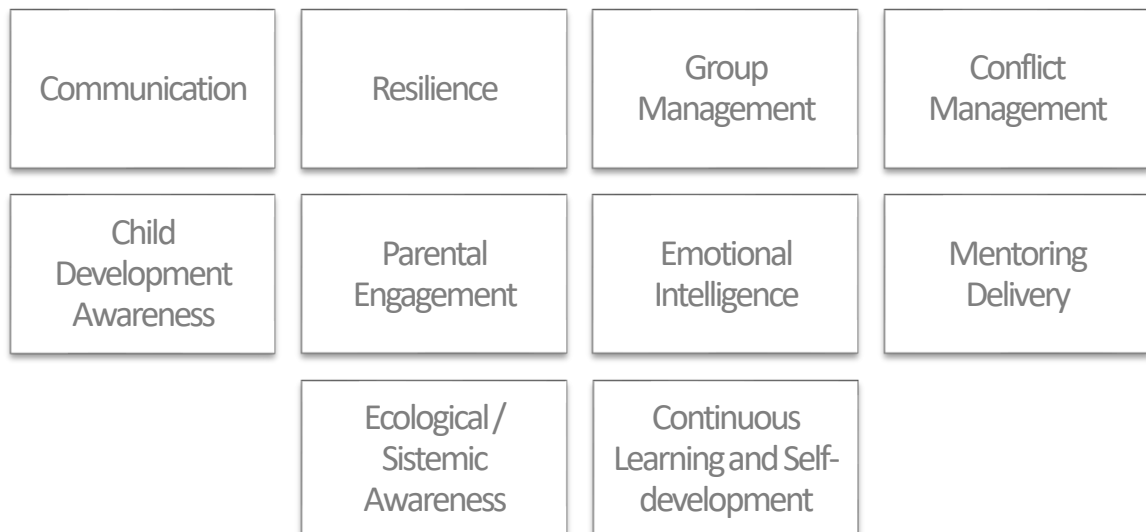 Communication
Resilience
Group
Management
Conflict
Management
Child
Development
Awareness
Parental
Engagement
Emotional
Intelligence
Mentoring
Delivery
Ecological /
Sistemic
Awareness
Continuous
Learning and Self-
development